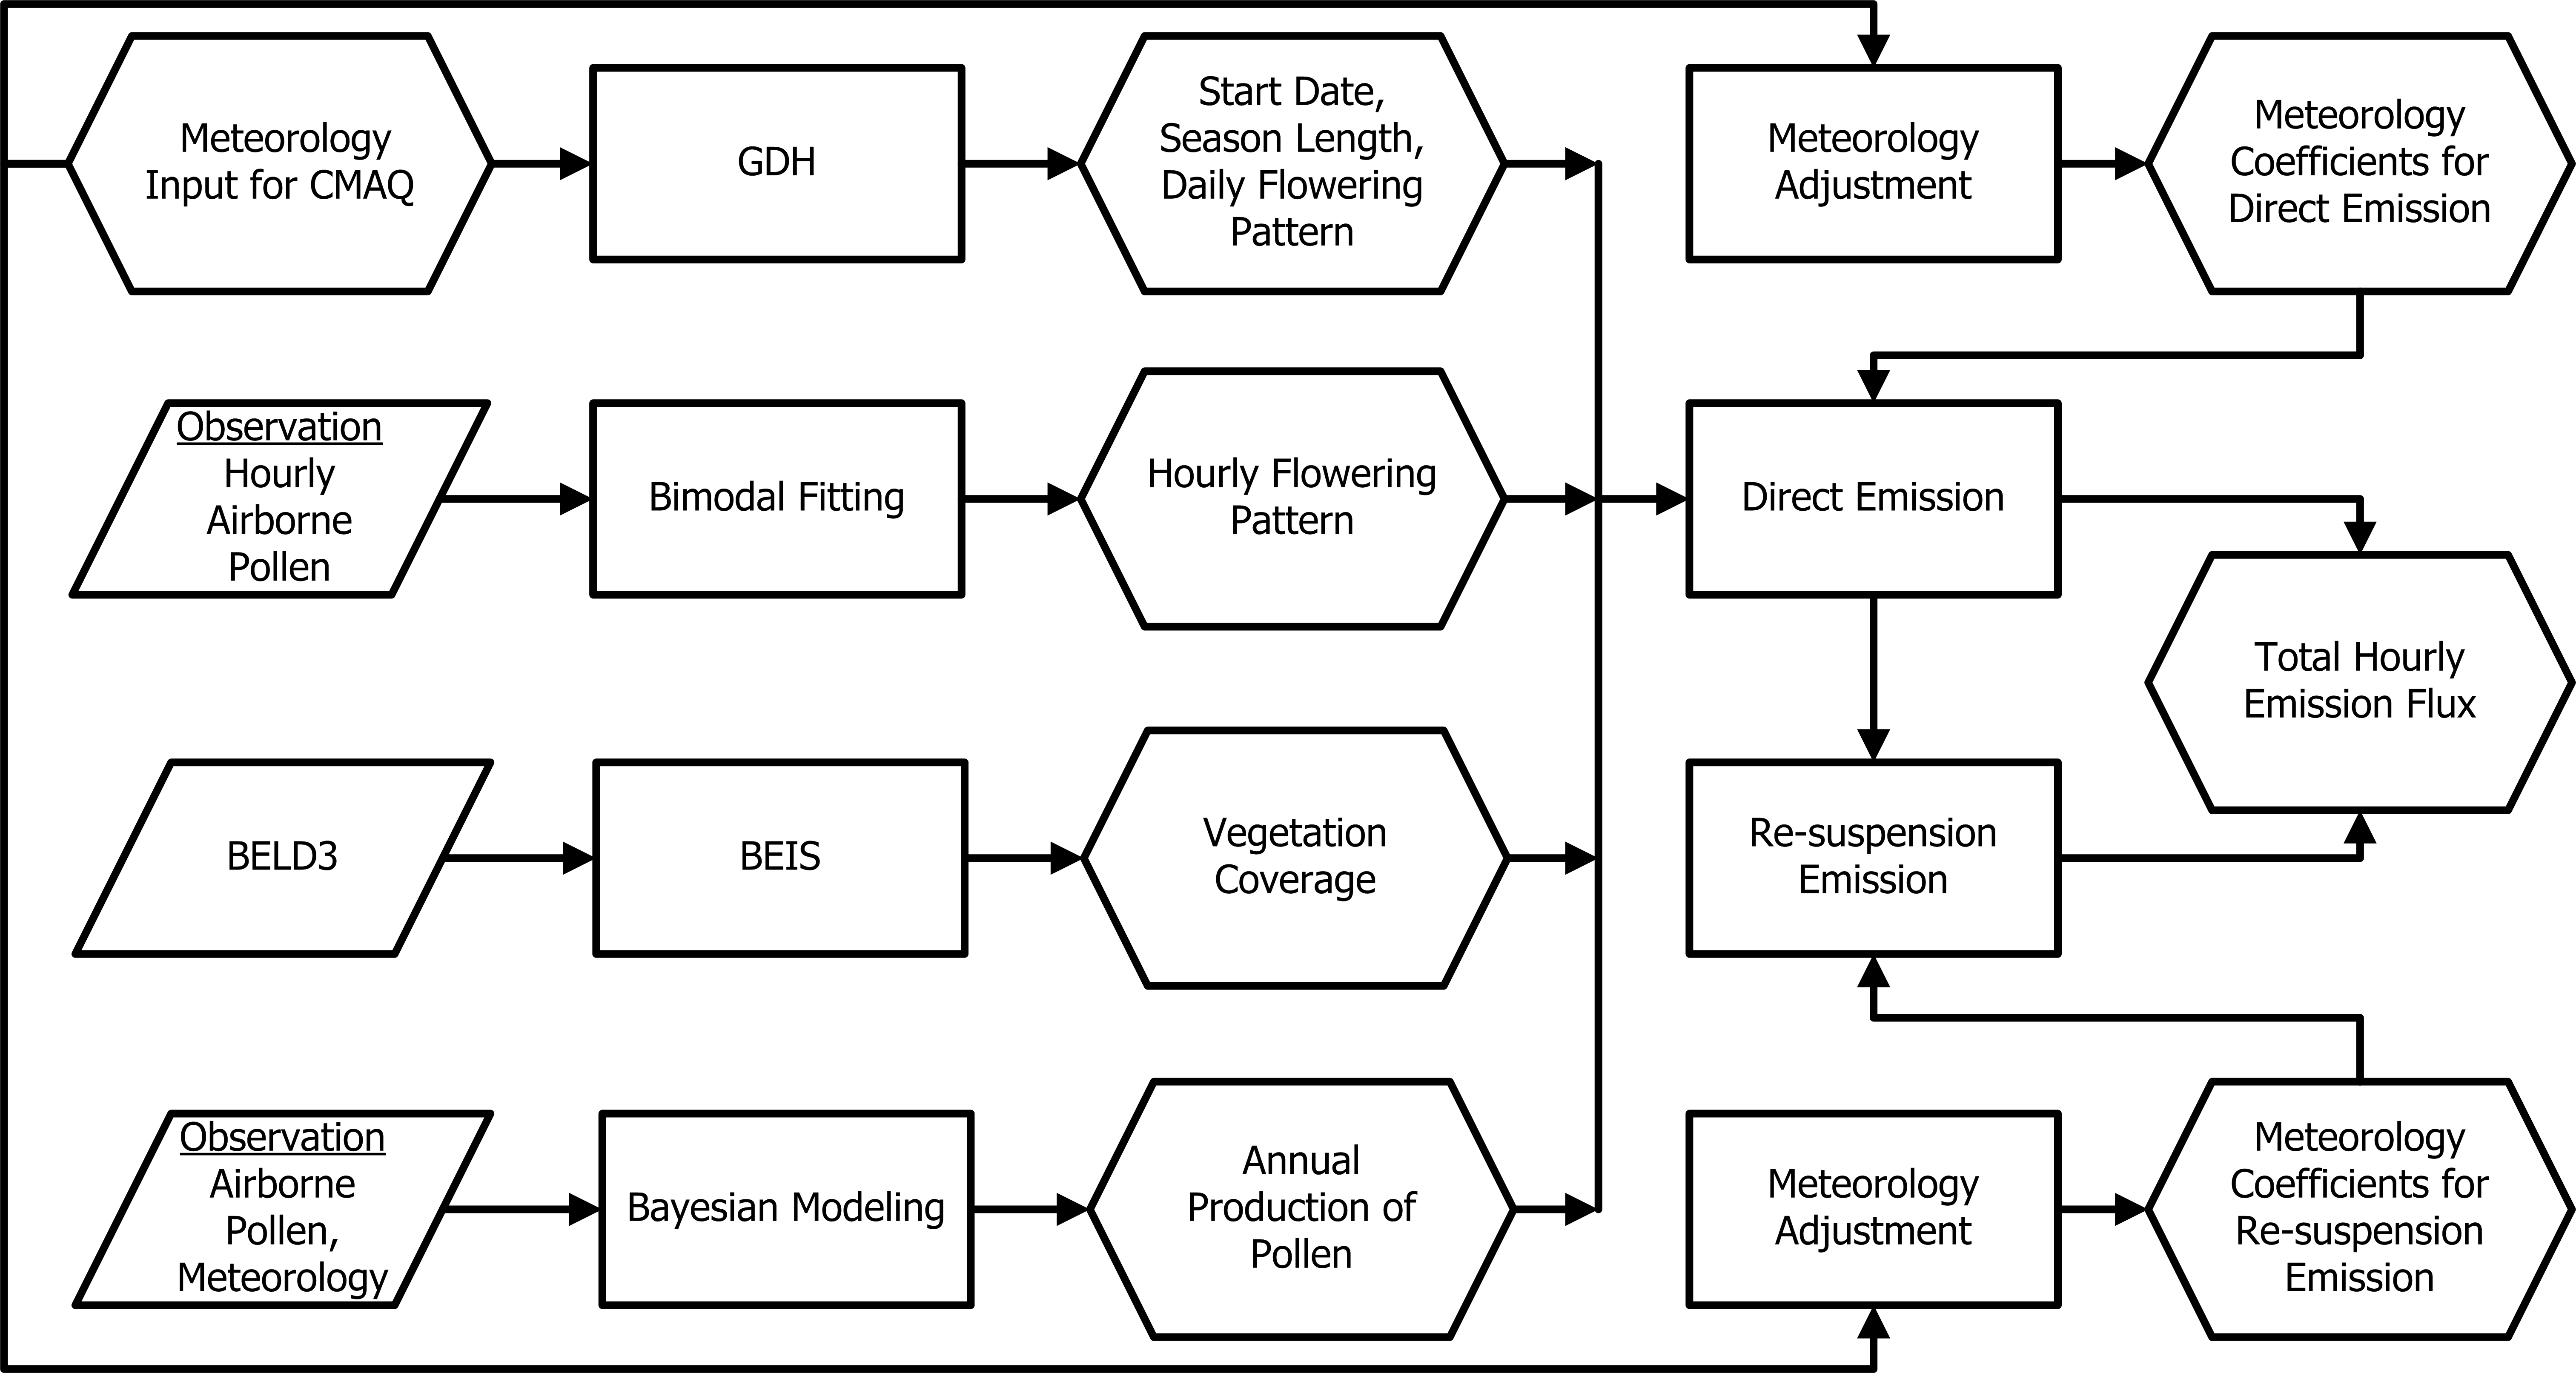 Meteorology
Input for CMAQ
GDH
Start Date,
Season Length,
Daily Flowering
Pattern
Meteorology
Adjustment
Meteorology
Coefficients for
Direct Emission
Observation
Hourly
Airborne
Pollen
Bimodal Fitting
Hourly Flowering
Pattern
Direct Emission
Total Hourly
Emission Flux
BELD3
BEIS
Vegetation
Coverage
Re-suspension
Emission
Observation
Airborne
Pollen,
Meteorology
Bayesian Modeling
Annual
Production of
Pollen
Meteorology
Adjustment
Meteorology
Coefficients for
Re-suspension
Emission